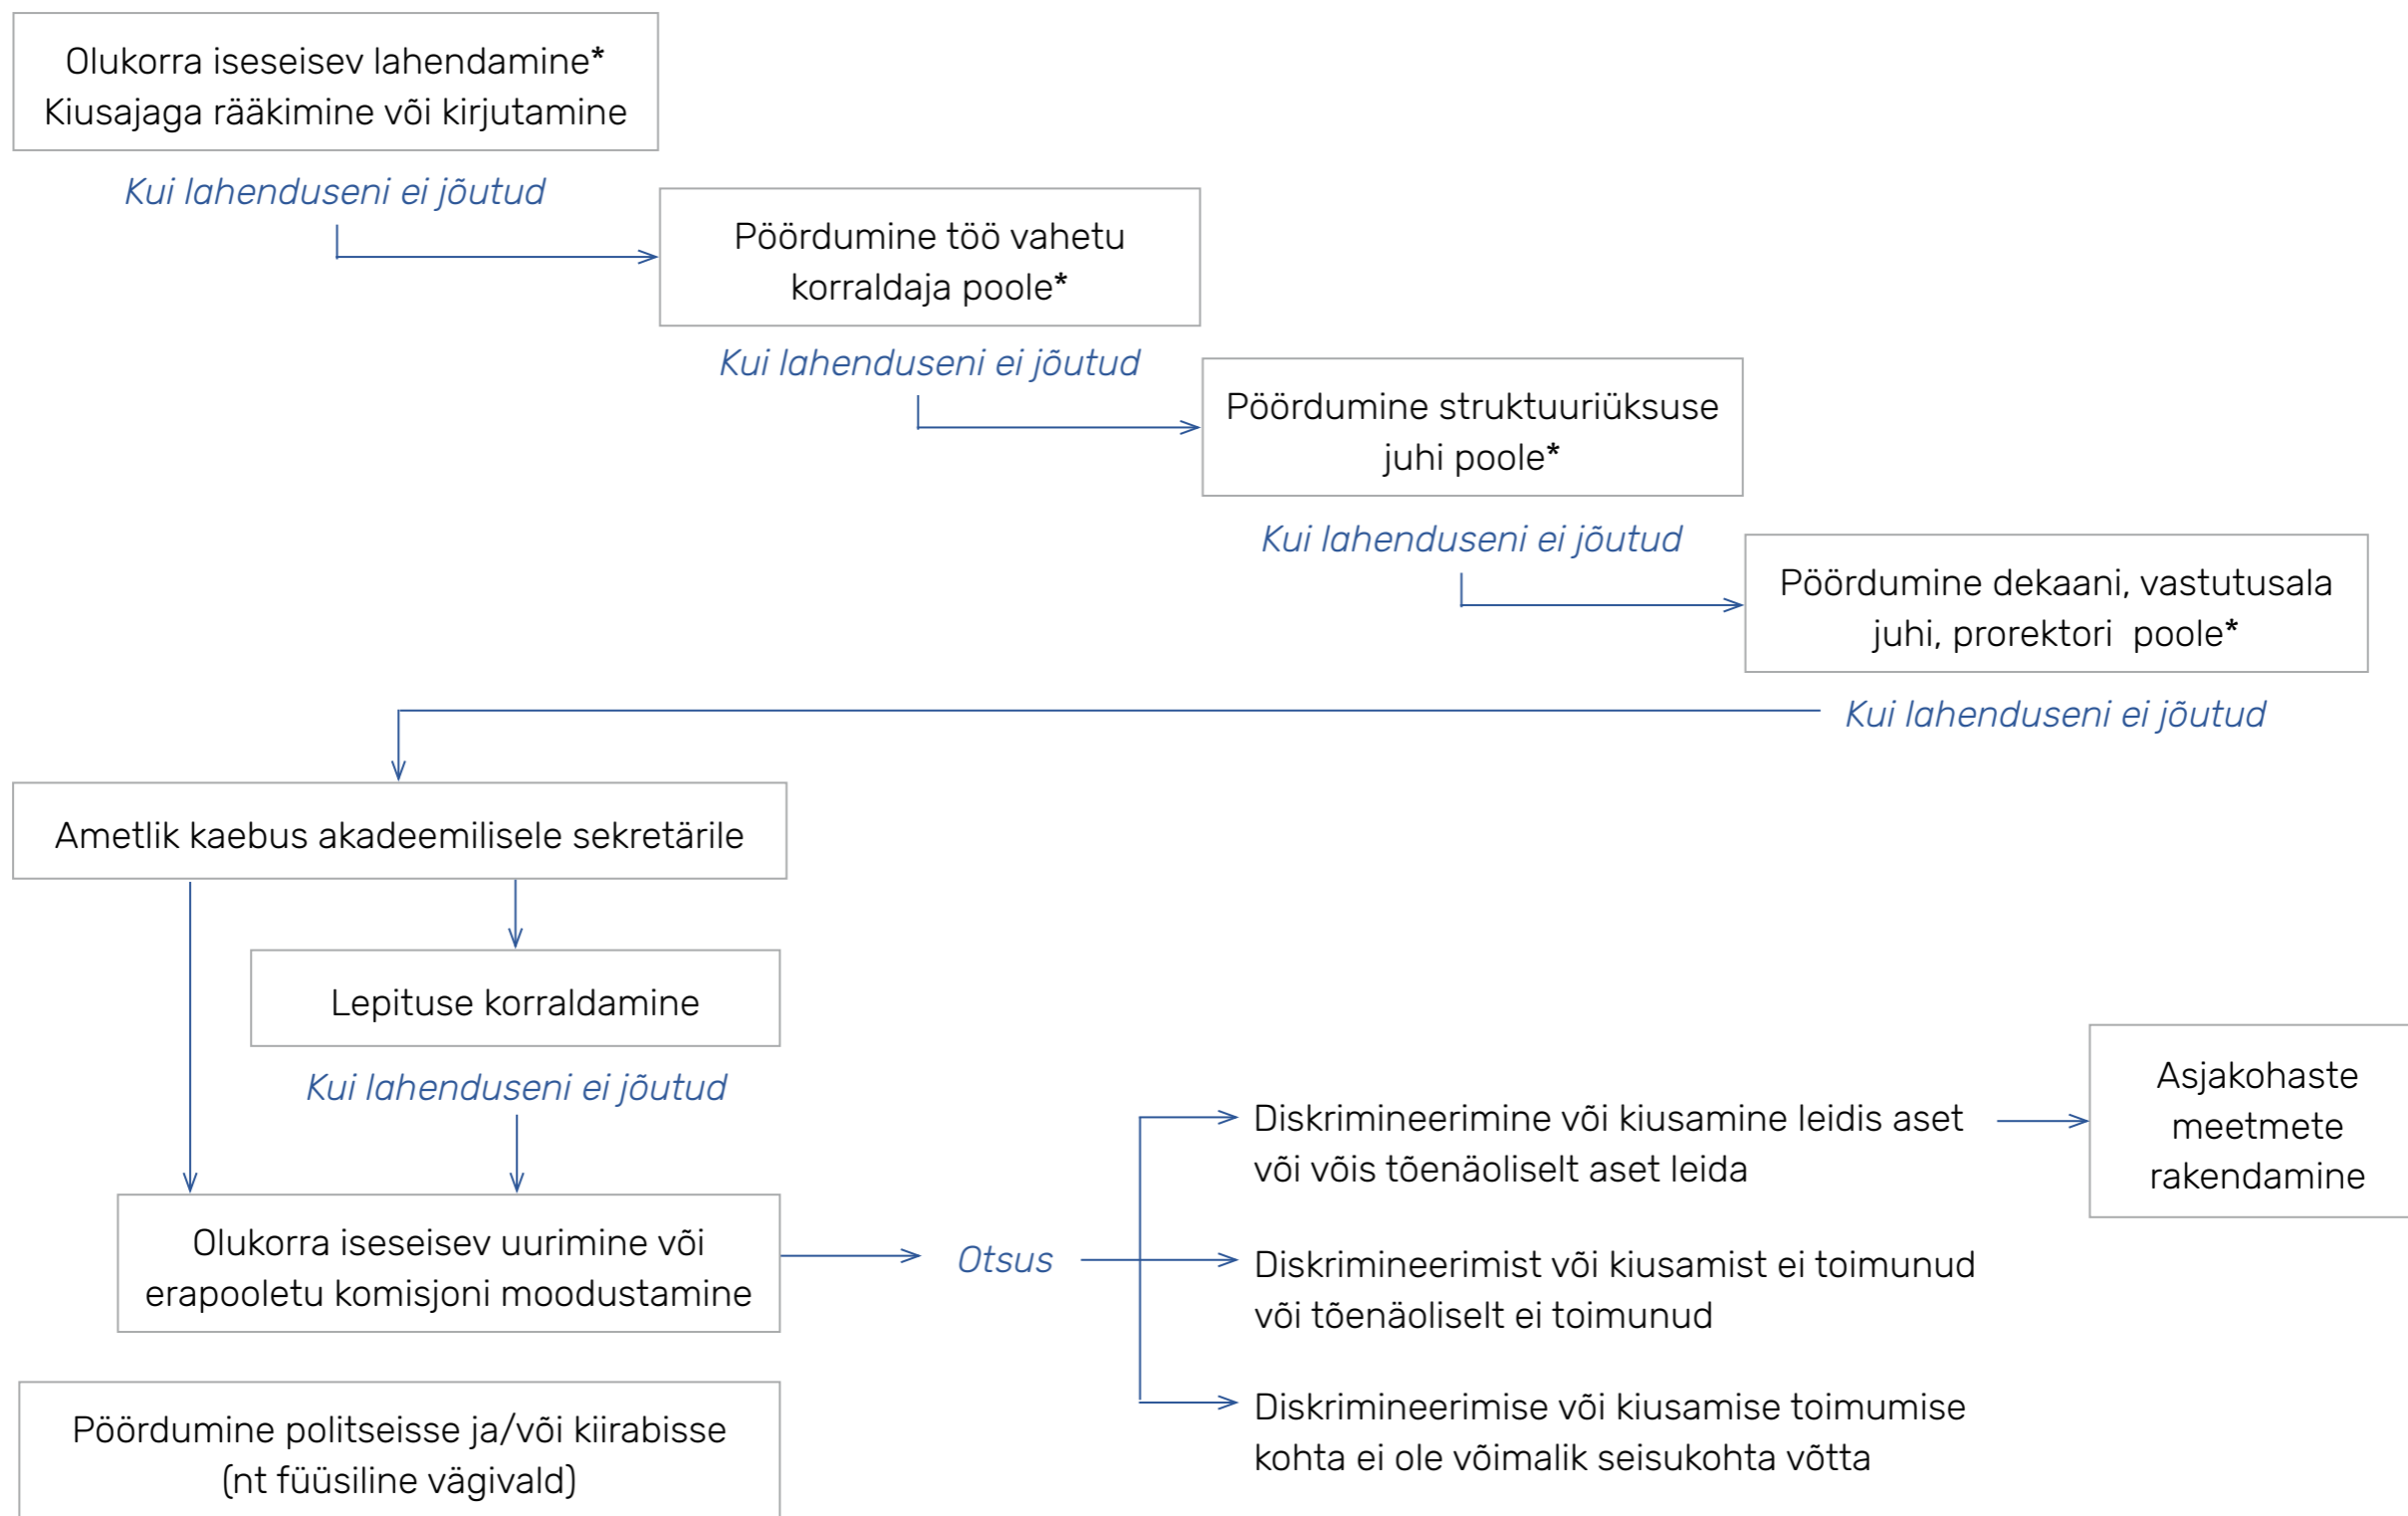 Olukorra iseseisev lahendamine*
Kiusajaga rääkimine või kirjutamine
Kui lahenduseni ei jõutud
Pöördumine töö vahetu
korraldaja poole*
Kui lahenduseni ei jõutud
Pöördumine struktuuriüksuse
juhi poole*
Kui lahenduseni ei jõutud
Pöördumine dekaani, vastutusala
juhi, prorektori poole*
Kui lahenduseni ei jõutud
Ametlik kaebus akadeemilisele sekretärile
Lepituse korraldamine
Kui lahenduseni ei jõutud
Olukorra iseseisev uurimine või
erapooletu komisjoni moodustamine
Otsus
Diskrimineerimine või kiusamine leidis aset
või võis tõenäoliselt aset leida
Asjakohaste
meetmete
rakendamine
Diskrimineerimist või kiusamist ei toimunud
või tõenäoliselt ei toimunud
Diskrimineerimise või kiusamise toimumise
kohta ei ole võimalik seisukohta võtta
Pöördumine politseisse ja/või kiirabisse
(nt füüsiline vägivald)